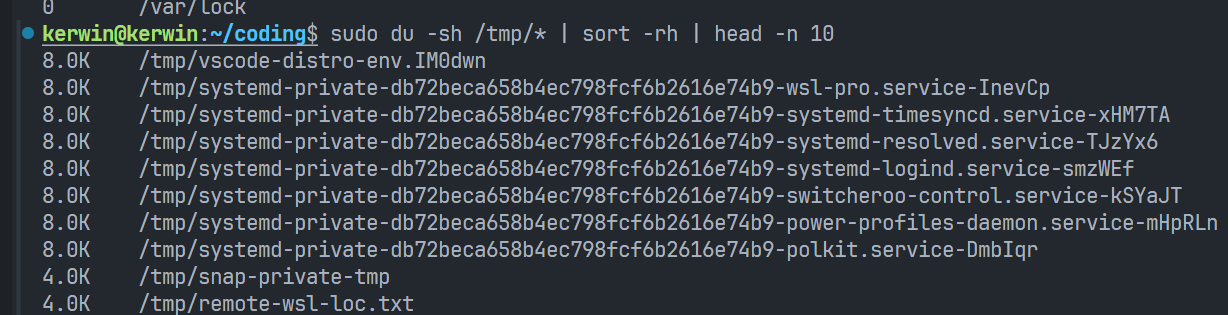 0       /var/lock
kerwin@kerwin:~/coding$ sudo du -sh /tmp/* | sort -rh | head -n 10
8.0K    /tmp/vscode-distro-env.IM0dwn
8.0K    /tmp/systemd-private-db72beca658b4ec798fcf6b2616e74b9-wsl-pro.service-InevCp
8.0K    /tmp/systemd-private-db72beca658b4ec798fcf6b2616e74b9-systemd-timesyncd.service-xHM7TA
8.0K    /tmp/systemd-private-db72beca658b4ec798fcf6b2616e74b9-systemd-resolved.service-TJzYx6
8.0K    /tmp/systemd-private-db72beca658b4ec798fcf6b2616e74b9-systemd-logind.service-smzWEf
8.0K    /tmp/systemd-private-db72beca658b4ec798fcf6b2616e74b9-switcheroo-control.service-kSYaJT
8.0K    /tmp/systemd-private-db72beca658b4ec798fcf6b2616e74b9-power-profiles-daemon.service-mHpRLn
8.0K    /tmp/systemd-private-db72beca658b4ec798fcf6b2616e74b9-polkit.service-DmbIqr
4.0K    /tmp/snap-private-tmp
4.0K    /tmp/remote-wsl-loc.txt